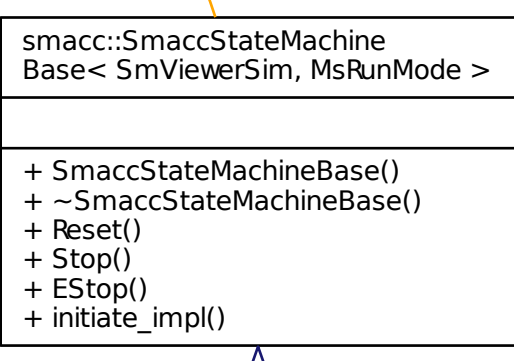 smacc::SmaccStateMachine
Base< SmViewerSim, MsRunMode >
+ SmaccStateMachineBase()
+ ~SmaccStateMachineBase()
+ Reset()
+ Stop()
+ EStop()
+ initiate_impl()